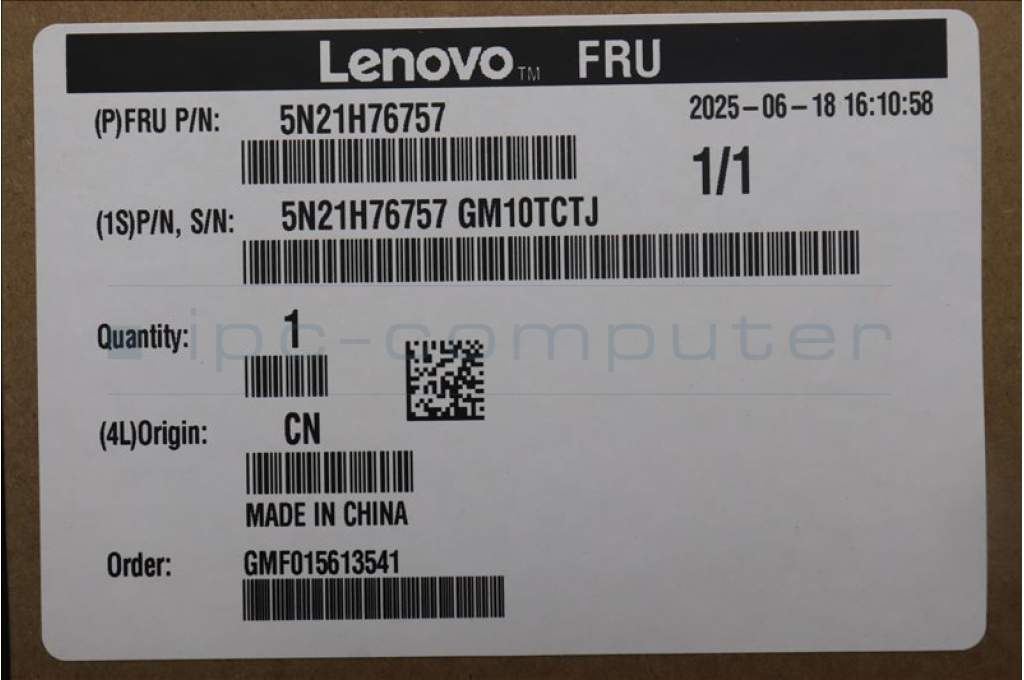 Lenovo™ FRU
(P)FRU P/N: 5N21H76757
2025-06-18 16:10:58
1/1
(1S)P/N, S/N: 5N21H76757 GM10TCTJ
Quantity: 1
ipc-computer
(4L)Origin: CN
MADE IN CHINA
Order: GMF015613541